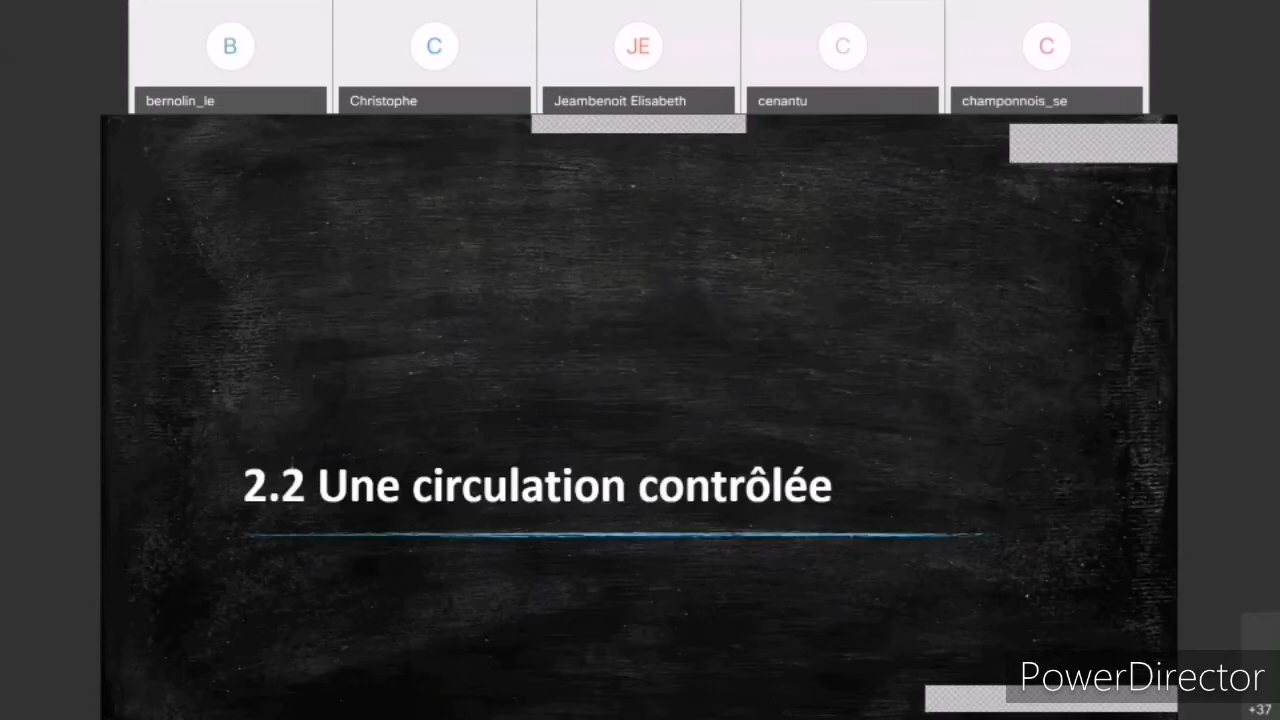 B
C
JE
C
C
bernolin_le
Christophe
Jeambenoit Elisabeth
cenantu
champonnois_se
2.2 Une circulation contrôlée
PowerDirector
+37